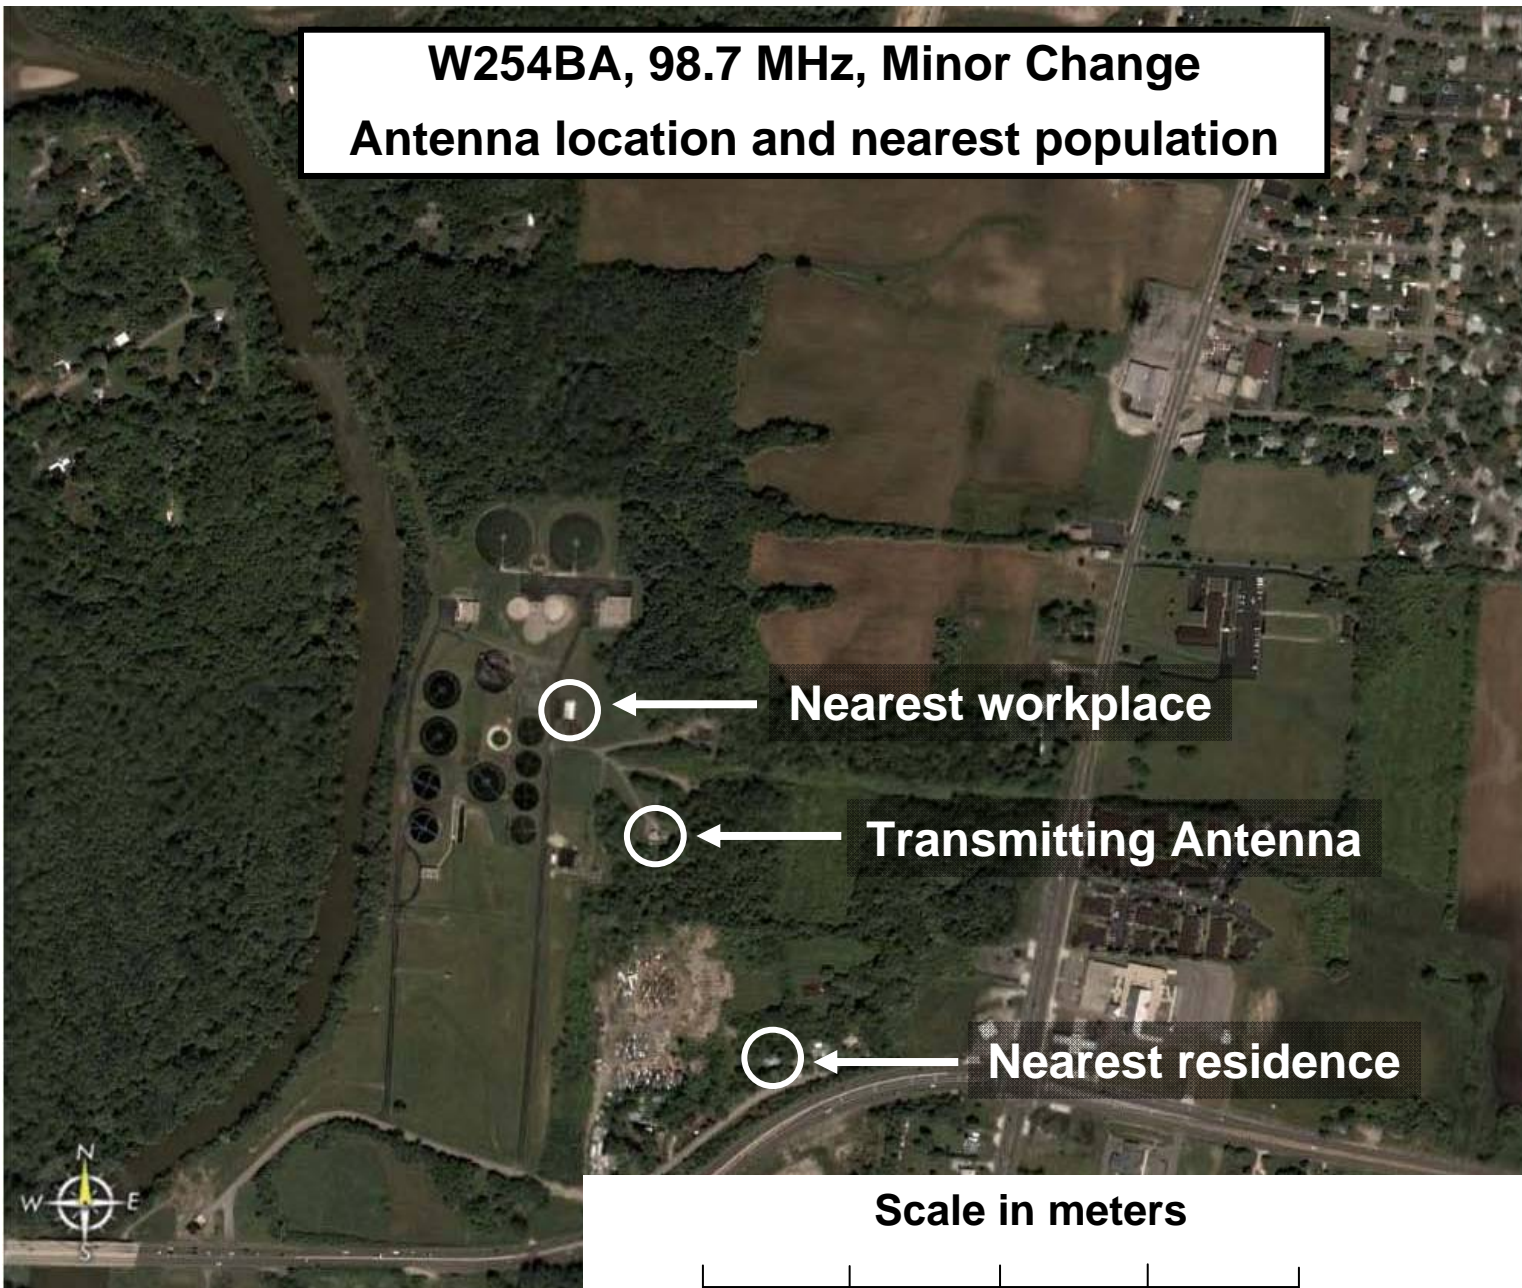 W254BA, 98.7 MHz, Minor Change
Antenna location and nearest population
Nearest workplace
Transmitting Antenna
Nearest residence
N
W E
S
Scale in meters